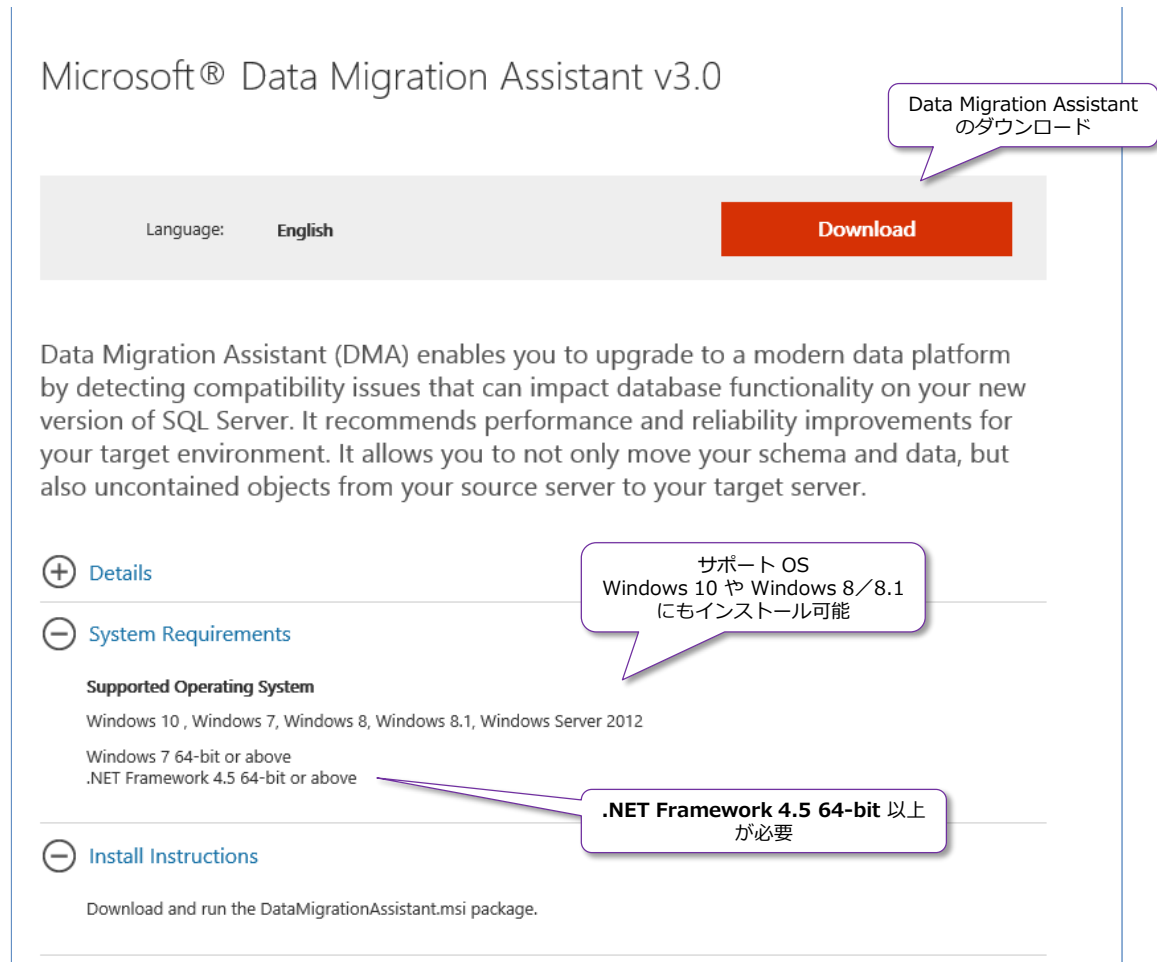 Microsoft® Data Migration Assistant v3.0
Data Migration Assistant
のダウンロード
Language: English
Download
Data Migration Assistant (DMA) enables you to upgrade to a modern data platform
by detecting compatibility issues that can impact database functionality on your new
version of SQL Server. It recommends performance and reliability improvements for
your target environment. It allows you to not only move your schema and data, but
also uncontained objects from your source server to your target server.
Details
サポート OS
Windows 10 や Windows 8／8.1
にもインストール可能
System Requirements
Supported Operating System
Windows 10 , Windows 7, Windows 8, Windows 8.1, Windows Server 2012
Windows 7 64-bit or above
.NET Framework 4.5 64-bit or above
.NET Framework 4.5 64-bit 以上
が必要
Install Instructions
Download and run the DataMigrationAssistant.msi package.